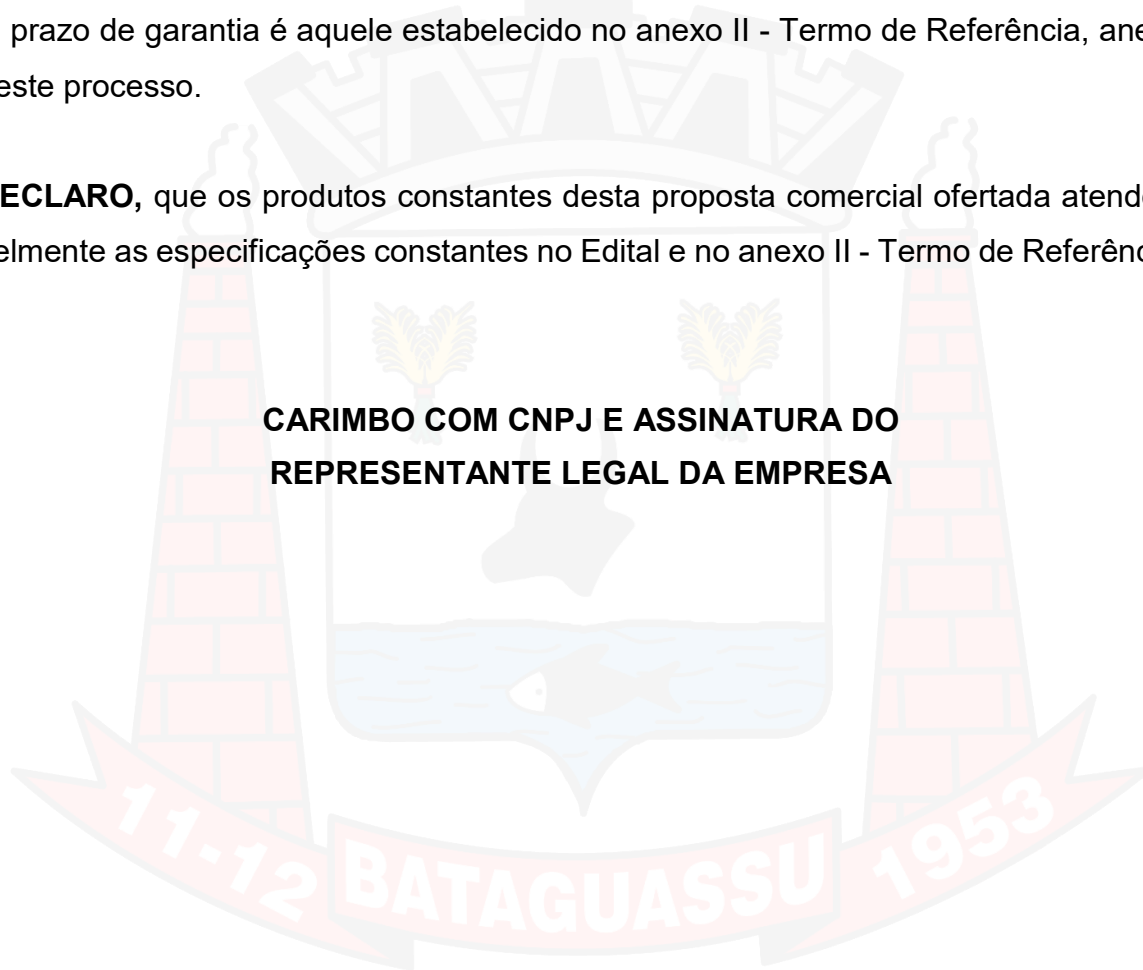 prazo de garantia é aquele estabelecido no anexo II - Termo de Referência,
este processo.
que os produtos constantes desta proposta comercial ofertada
as especificações constantes no Edital e no anexo II - Termo de
CARIMBO COM CNPJ E ASSINATURA DO
REPRESENTANTE LEGAL DA EMPRESA
11-12 BATAGUASSU 1953